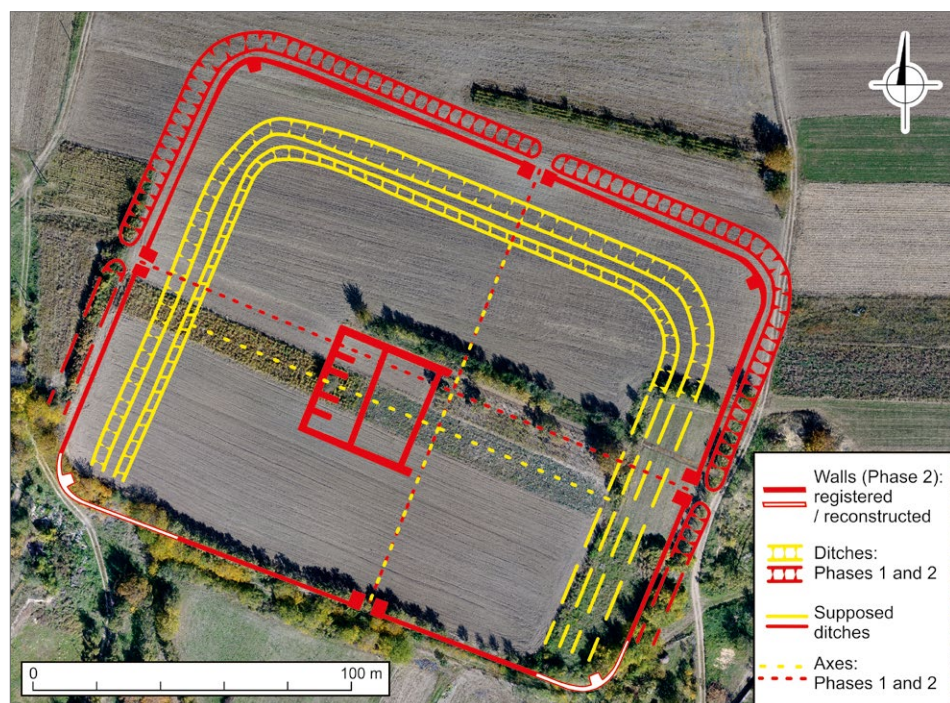 Walls (Phase 2):
registered
/ reconstructed
Ditches:
Phases 1 and 2
Supposed
ditches
Axes:
Phases 1 and 2
0
100 m